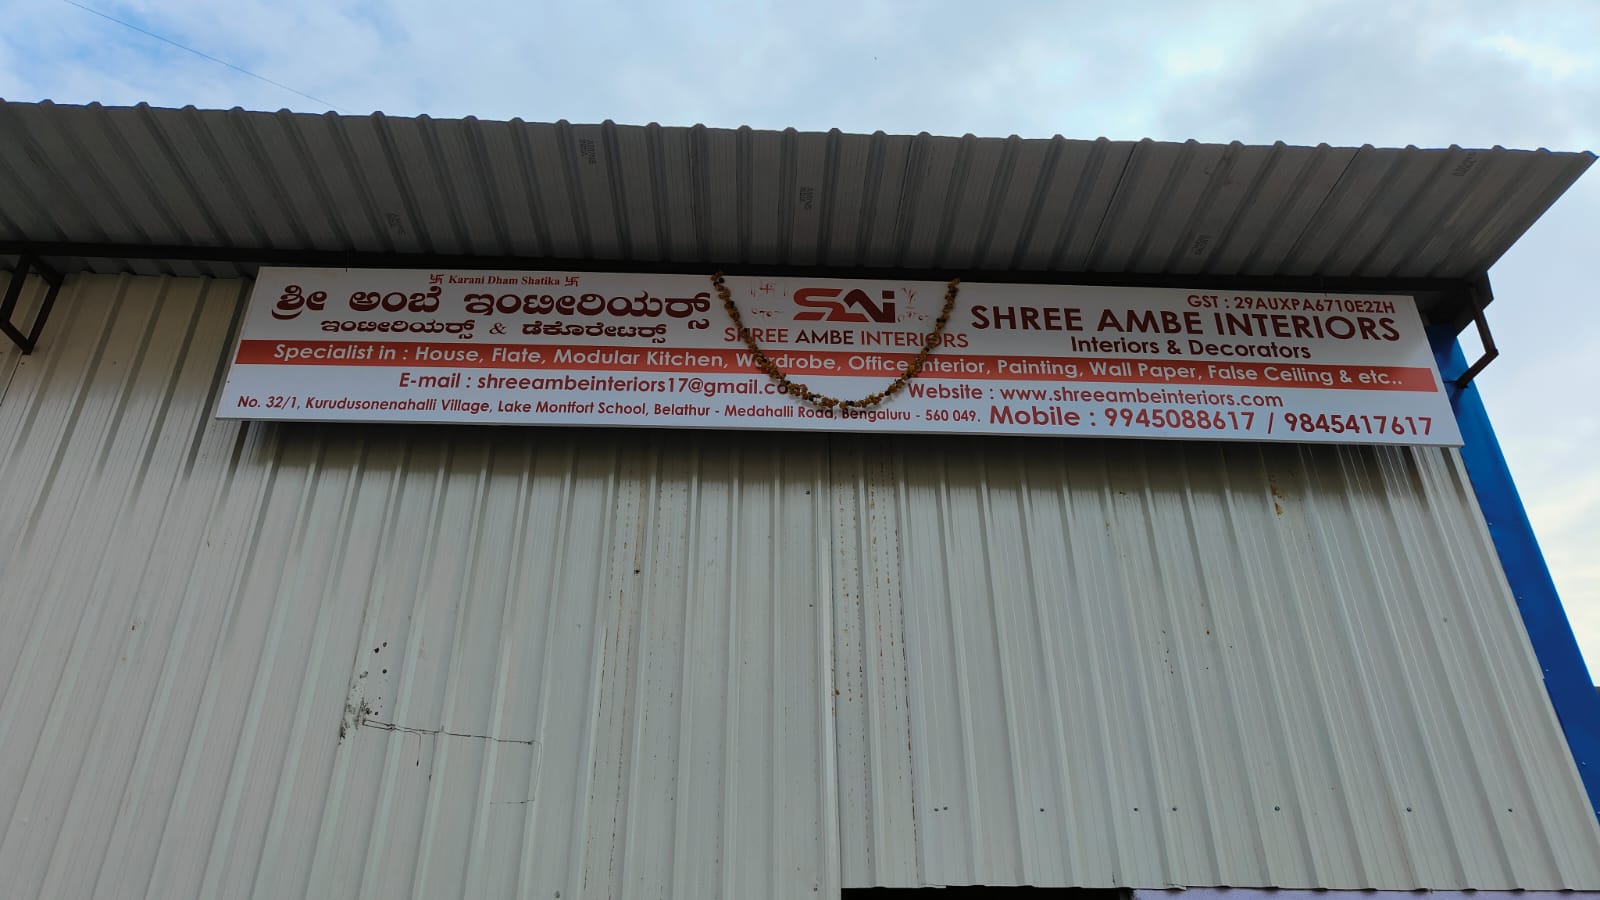 卐 Karani Dham Shatika 卐
ಶ್ರೀ ಅಂಬೆ ಇಂಟೀರಿಯರ್ಸ್
ಇಂಟೀರಿಯರ್ಸ್ & ಡೆಕೊರೇಟರ್ಸ್
SAi
SHREE AMBE INTERIORS
GST : 29AUXPA6710E2ZH
SHREE AMBE INTERIORS
Interiors & Decorators
Specialist in : House, Flate, Modular Kitchen, Wardrobe, Office Interior, Painting, Wall Paper, False Ceiling & etc..
E-mail : shreeambeinteriors17@gmail.com Website : www.shreeambeinteriors.com
No. 32/1, Kurudusonenahalli Village, Lake Montfort School, Belathur - Medahalli Road, Bengaluru - 560 049. Mobile : 9945088617 / 9845417617